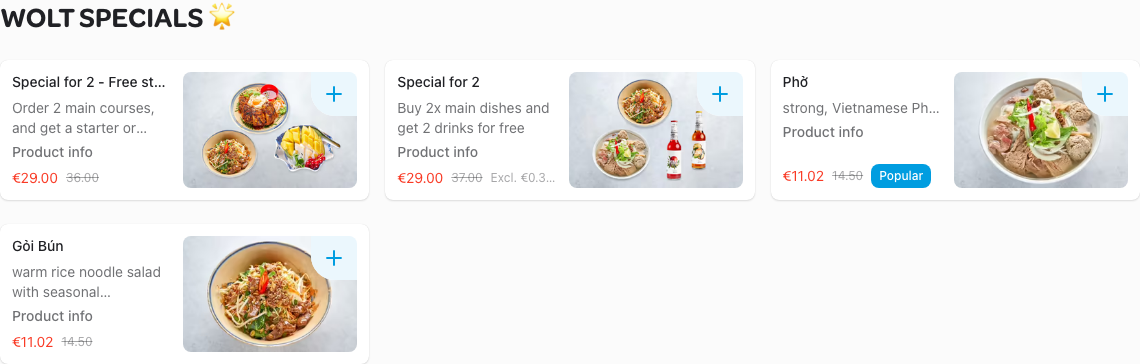 WOLT SPECIALS 🌟
Special for 2 - Free st...
Order 2 main courses,
and get a starter or...
Product info
€29.00 36.00
Special for 2
Buy 2x main dishes and
get 2 drinks for free
Product info
€29.00 37.00 Excl. €0.3...
Phở
strong, Vietnamese Ph...
Product info
€11.02 14.50 Popular
Gỏi Bún
warm rice noodle salad
with seasonal...
Product info
€11.02 14.50